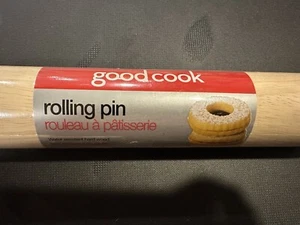 good.cook
rolling pin
rouleau à pâtisserie